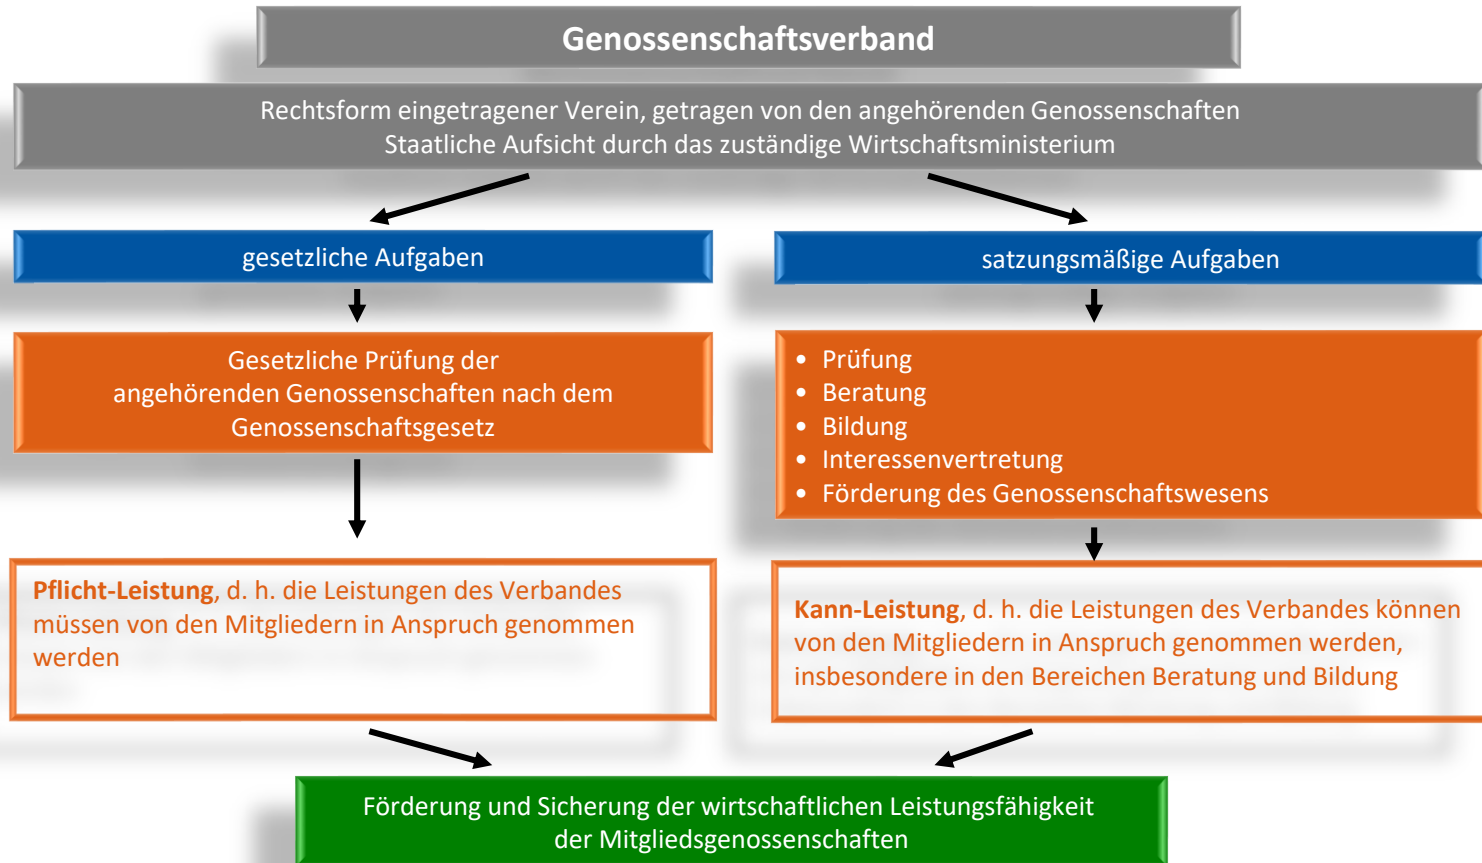 Genossenschaftsverband
Rechtsform eingetragener Verein, getragen von den angehörenden Genossenschaften
Staatliche Aufsicht durch das zuständige Wirtschaftsministerium
gesetzliche Aufgaben
Gesetzliche Prüfung der
angehörenden Genossenschaften nach dem
Genossenschaftsgesetz
Pflicht-Leistung, d. h. die Leistungen des Verbandes
müssen von den Mitgliedern in Anspruch genommen
werden
satzungsmäßige Aufgaben
• Prüfung
• Beratung
• Bildung
• Interessenvertretung
• Förderung des Genossenschaftswesens
Kann-Leistung, d. h. die Leistungen des Verbandes können
von den Mitgliedern in Anspruch genommen werden,
insbesondere in den Bereichen Beratung und Bildung
Förderung und Sicherung der wirtschaftlichen Leistungsfähigkeit
der Mitgliedsgenossenschaften